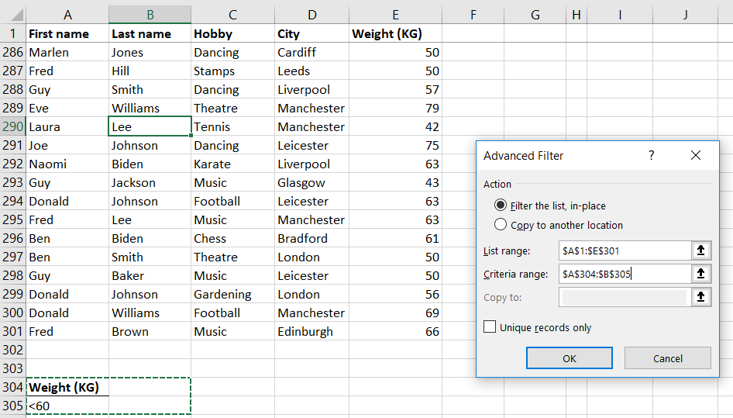 A B C D E F G H I J
1 First name Last name Hobby City Weight (KG)
286 Marlen Jones Dancing Cardiff 50
287 Fred Hill Stamps Leeds 50
288 Guy Smith Dancing Liverpool 57
289 Eve Williams Theatre Manchester 79
290 Laura Lee Tennis Manchester 42
291 Joe Johnson Dancing Leicester 75
292 Naomi Biden Karate Liverpool 63
293 Guy Jackson Music Glasgow 43
294 Donald Johnson Football Leicester 63
295 Fred Lee Music Manchester 63
296 Ben Biden Chess Bradford 61
297 Ben Smith Theatre London 50
298 Guy Baker Music Leicester 50
299 Donald Johnson Gardening London 56
300 Donald Williams Football Manchester 69
301 Fred Brown Music Edinburgh 66
302
303
304 Weight (KG)
305 <60
Advanced Filter ? X
Action
Filter the list, in-place
Copy to another location
List range: $A$1:$E$301
Criteria range: $A$304:$B$305
Copy to:
Unique records only
OK Cancel